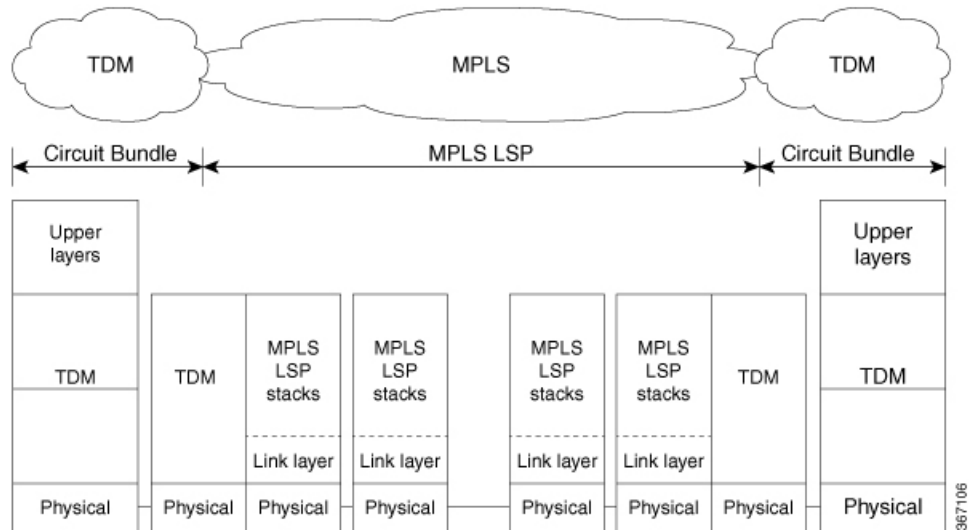 TDM
MPLS
TDM
Circuit Bundle
MPLS LSP
Circuit Bundle
Upper
layers
TDM
Physical
TDM
Physical
MPLS
LSP
stacks
Link layer
Physical
MPLS
LSP
stacks
Link layer
Physical
MPLS
LSP
stacks
Link layer
Physical
MPLS
LSP
stacks
Link layer
Physical
TDM
Physical
Upper
layers
TDM
Physical
367106